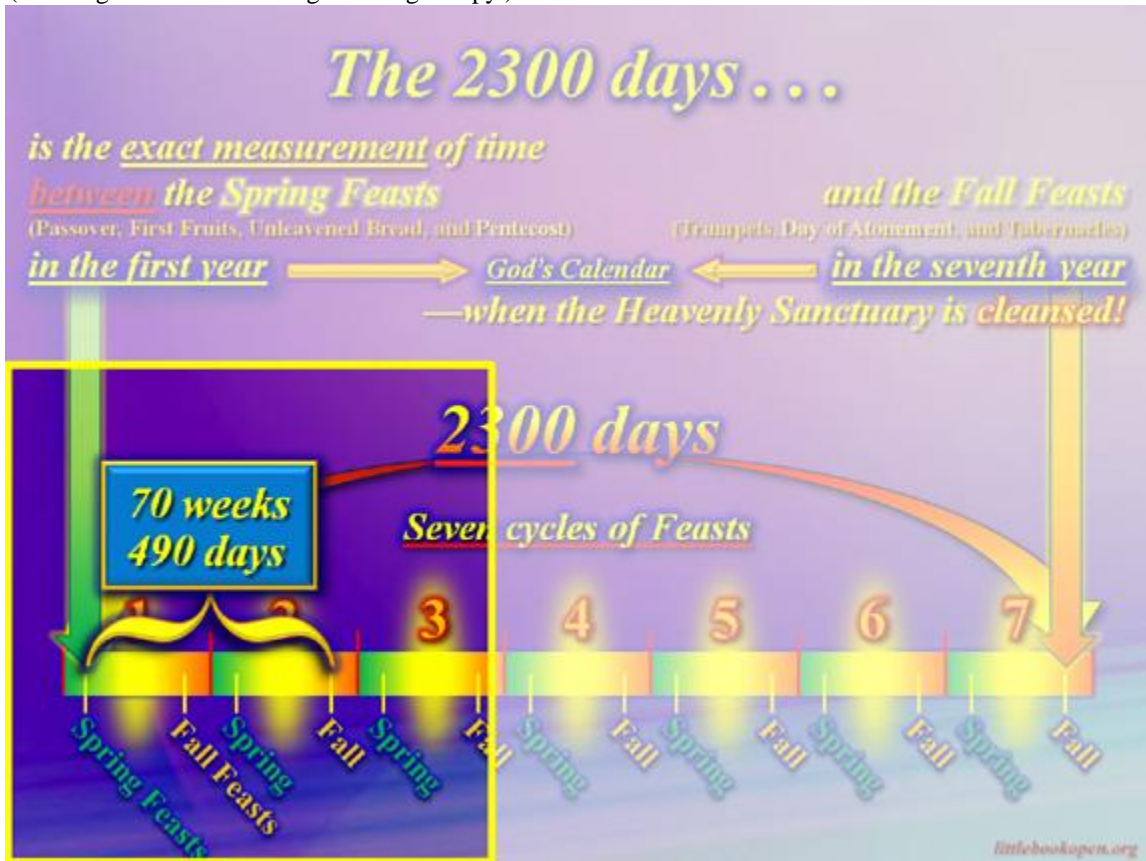 The 2300 days . . .
is the exact measurement of time
between the Spring Feasts
and the Fall Feasts
(Passover, First Fruits, Unleavened Bread, and Pentecost)
(Trumpets, Day of Atonement, and Tabernacles)
in the first year
God's Calendar
in the seventh year
—when the Heavenly Sanctuary is cleansed!
2300 days
70 weeks
490 days
Seven cycles of Feasts
1 2 3 4 5 6 7
Spring Feasts Fall Feasts Spring Fall Spring Fall Spring Fall Spring Fall Spring Fall Spring Fall
littlebookopen.org